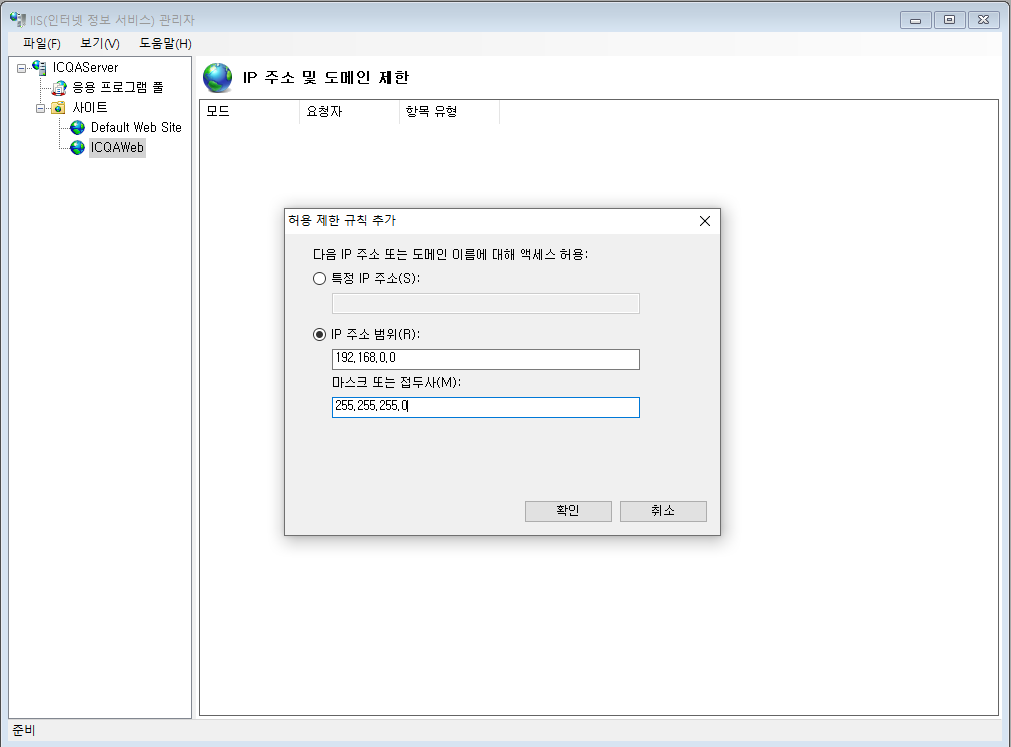 IIS(인터넷 정보 서비스) 관리자
파일(F) 보기(V) 도움말(H)
ICQAServer
응용 프로그램 풀
사이트
Default Web Site
ICQAWeb
IP 주소 및 도메인 제한
모드 요청자 항목 유형
허용 제한 규칙 추가
다음 IP 주소 또는 도메인 이름에 대해 액세스 허용:
특정 IP 주소(S):
IP 주소 범위(R):
192.168.0.0
마스크 또는 접두사(M):
255.255.255.0
확인 취소
준비